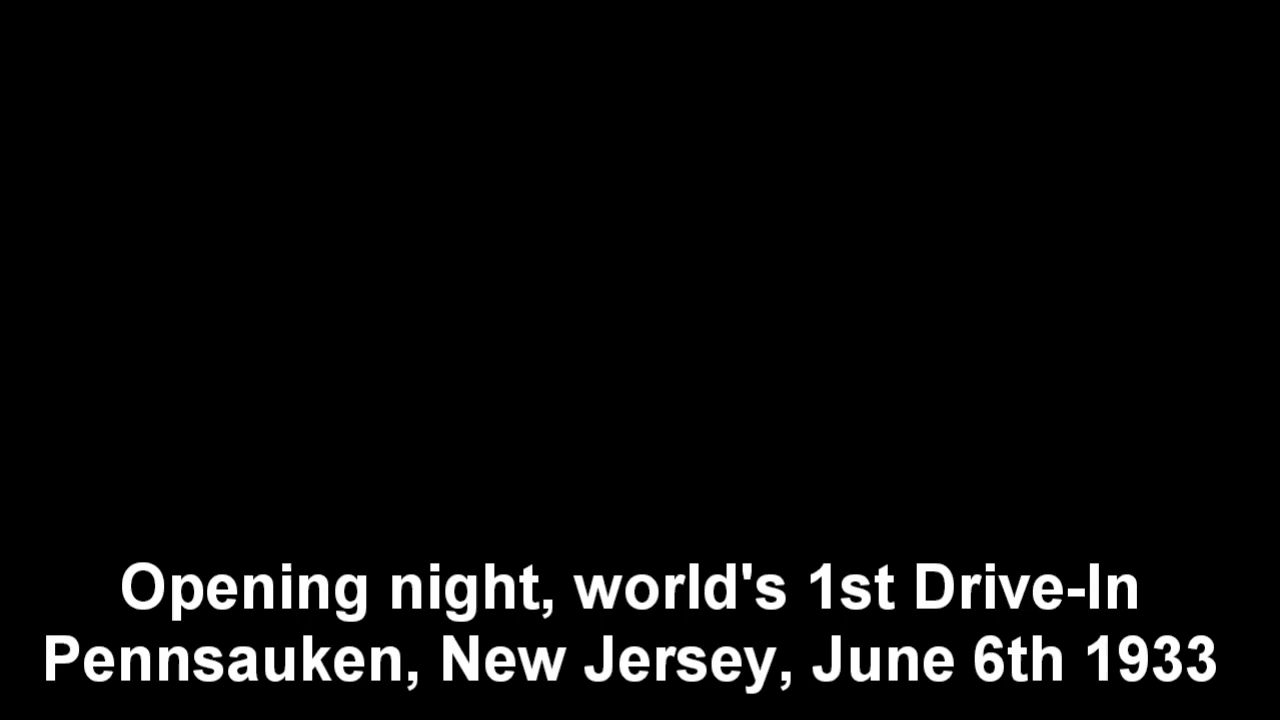 Opening night, world's 1st Drive-In
Pennsauken, New Jersey, June 6th 1933